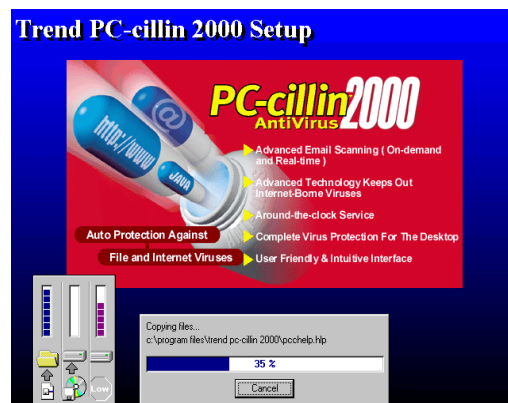 Trend PC-cillin 2000 Setup
PC-cillin 2000
AntiVirus
Advanced Email Scanning ( On-demand
and Real-time )
Advanced Technology Keeps Out
Internet-Borne Viruses
Around-the-clock Service
Complete Virus Protection For The Desktop
User Friendly & Intuitive Interface
@
http://www
JAVA
Auto Protection Against
File and Internet Viruses
Copying files...
c:\program files\trend pc-cillin 2000\pcchelp.hlp
35 %
Cancel
Low